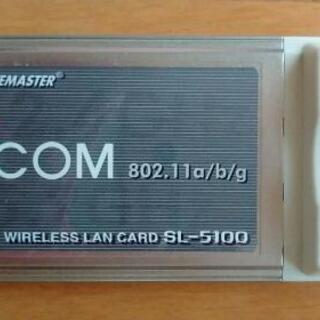 EMASTER®
COM 802.11a/b/g
WIRELESS LAN CARD SL-5100